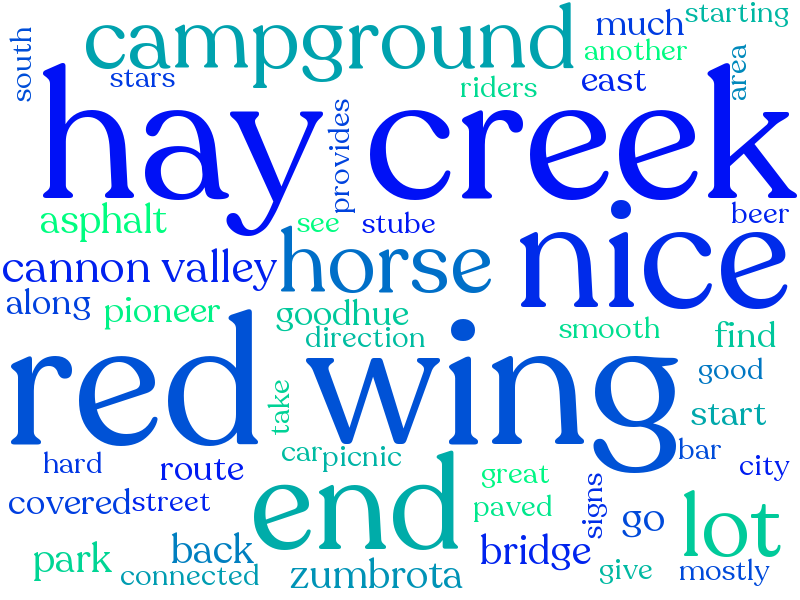 south
campground
much
starting
another
area
stars
riders
east
hay creek
provides
beer
asphalt
see
stube
nice
cannon valley
horse
along
pioneer
goodhue
direction
smooth
find
red wing
good
take
start
car
picnic
bar
hard
route
city
great
end
covered
street
paved
signs
go
lot
park
back
bridge
connected
zumbrota
give
mostly